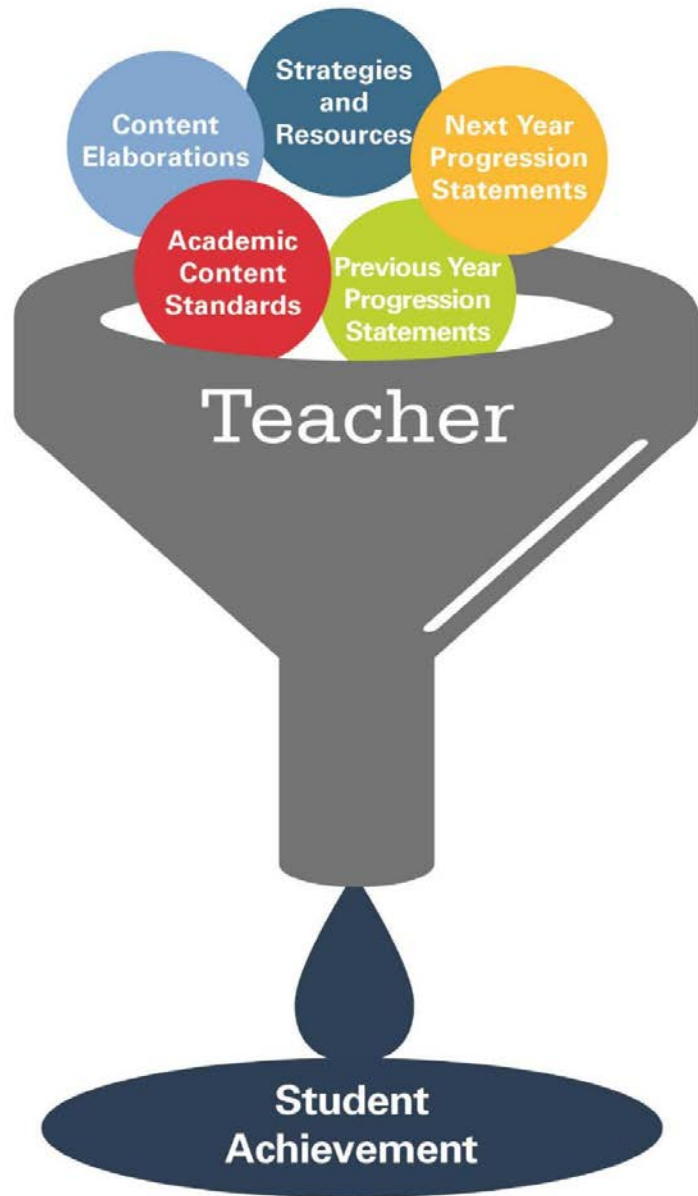 Strategies
and
Resources
Content
Elaborations
Next Year
Progression
Statements
Academic
Content
Standards
Previous Year
Progression
Statements
Teacher
Student
Achievement